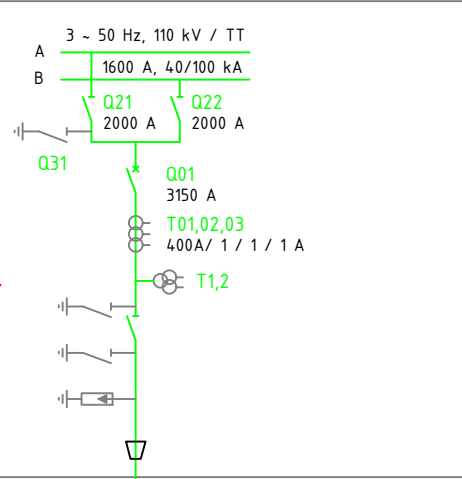 3 ~ 50 Hz, 110 kV / TT
A
1600 A, 40/100 kA
B
Q21
2000 A
Q22
2000 A
Q31
Q01
3150 A
T01,02,03
400A/ 1 / 1 / 1 A
T1,2